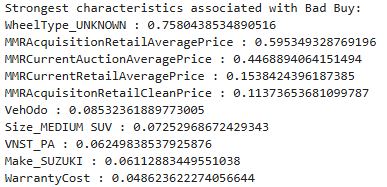 Strongest characteristics associated with Bad Buy:
WheelType_UNKNOWN : 0.7580438534890516
MMRAcquisitionRetailAveragePrice : 0.595349328769196
MMRCurrentAuctionAveragePrice : 0.4468894064151494
MMRCurrentRetailAveragePrice : 0.1538424396187385
MMRAcquisitonRetailCleanPrice : 0.11373653681099787
VehOdo : 0.08532361889773005
Size_MEDIUM SUV : 0.07252968672429343
VNST_PA : 0.06249838537925876
Make_SUZUKI : 0.06112883449551038
WarrantyCost : 0.048623622274056644